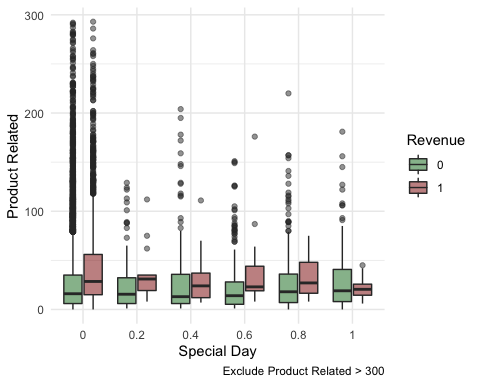 300
200
100
0
Product Related
0 0.2 0.4 0.6 0.8 1
Special Day
Exclude Product Related > 300
Revenue
0
1